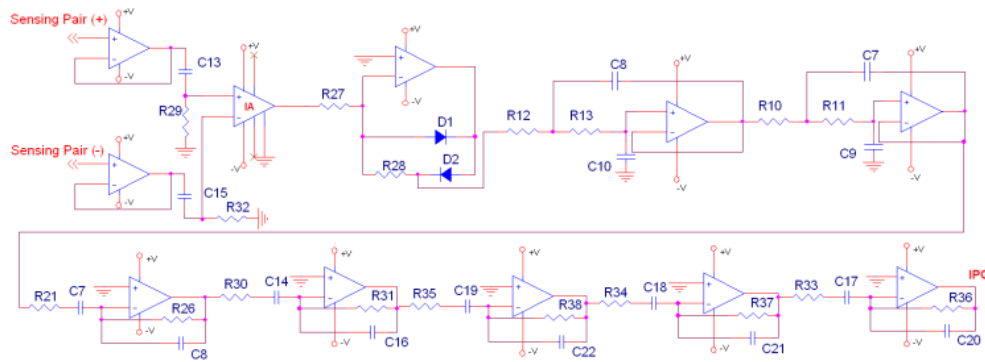 Sensing Pair (+)
+V
-V
C13
R29
+V
IA
-V
R27
+V
-V
D1
D2
R28
R12
R13
C8
C10
+V
-V
R10
R11
C7
C9
+V
-V
Sensing Pair (-)
+V
-V
C15
R32
R21
C7
+V
R26
-V
C8
R30
C14
+V
R31
-V
C16
R35
C19
+V
R38
-V
C22
R34
C18
+V
R37
-V
C21
R33
C17
+V
R36
-V
C20